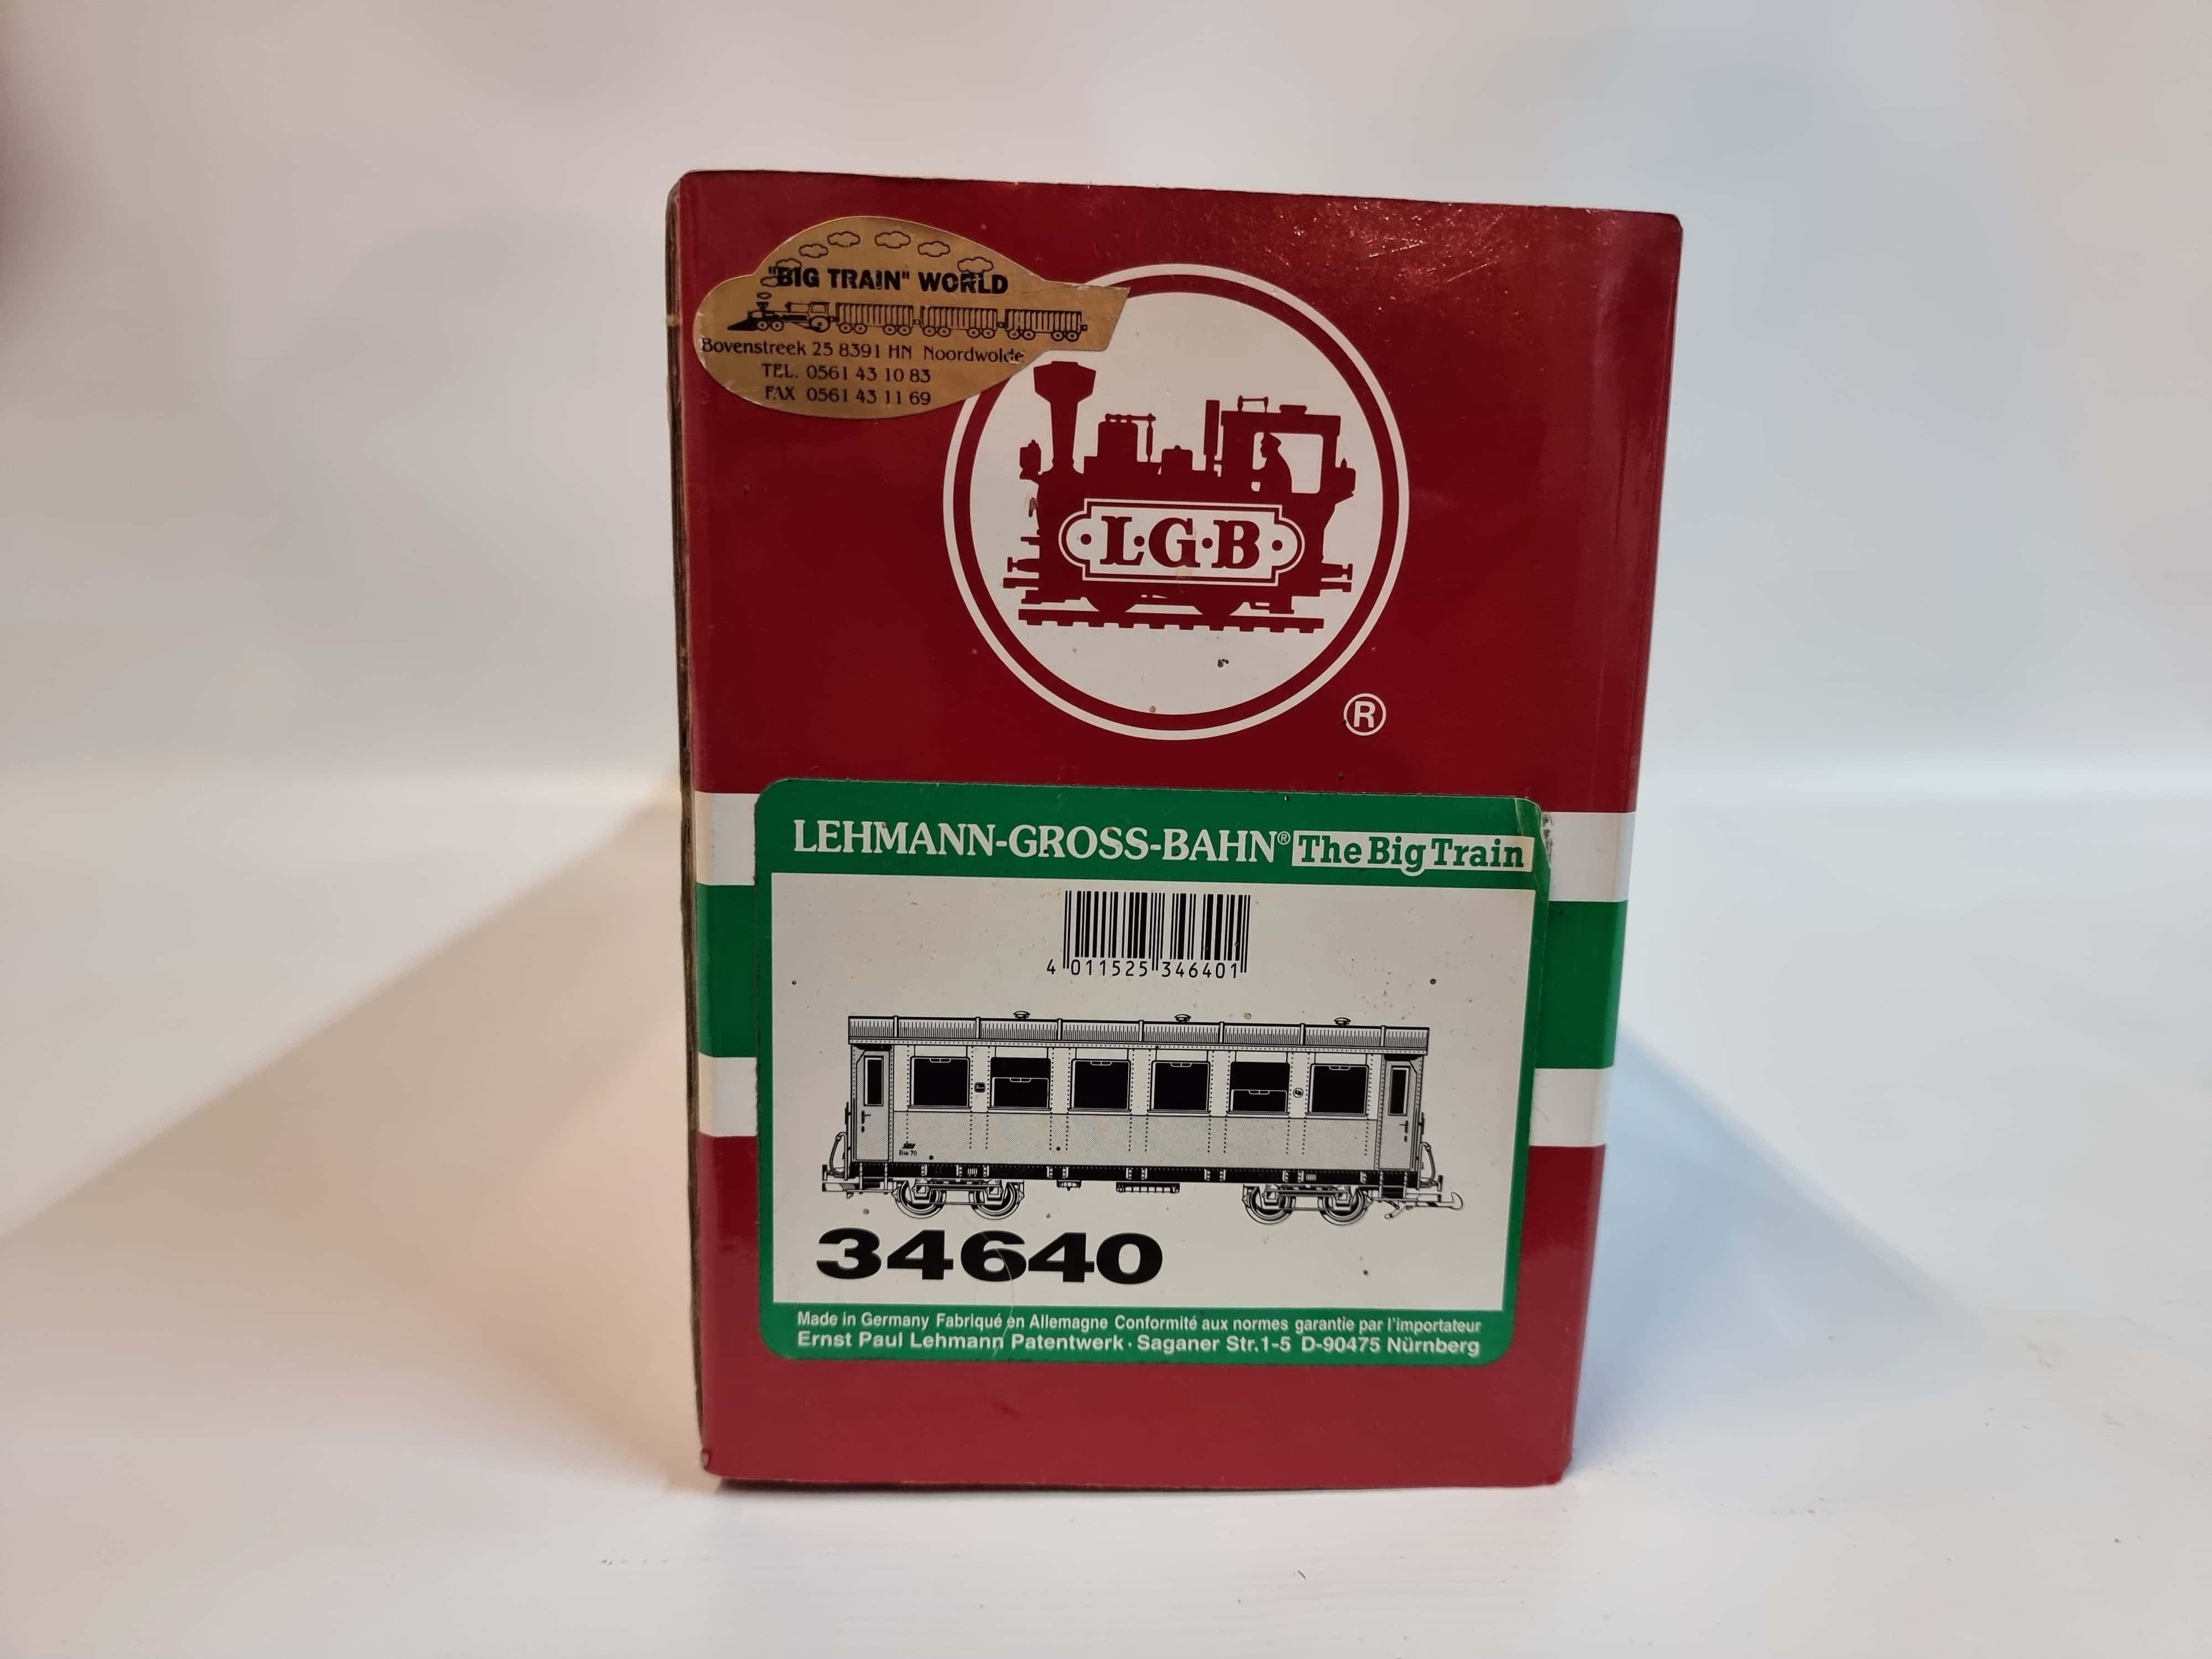 "BIG TRAIN" WORLD
Bovenstreek 25 8391 HN Noordwolde
TEL. 0561 43 10 83
FAX 0561 43 11 69
L·G·B
®
LEHMANN-GROSS-BAHN® The Big Train
4 011525 346401
34640
Made in Germany Fabriqué en Allemagne Conformité aux normes garantie par l'importateur
Ernst Paul Lehmann Patentwerk · Saganer Str.1-5 D-90475 Nürnberg